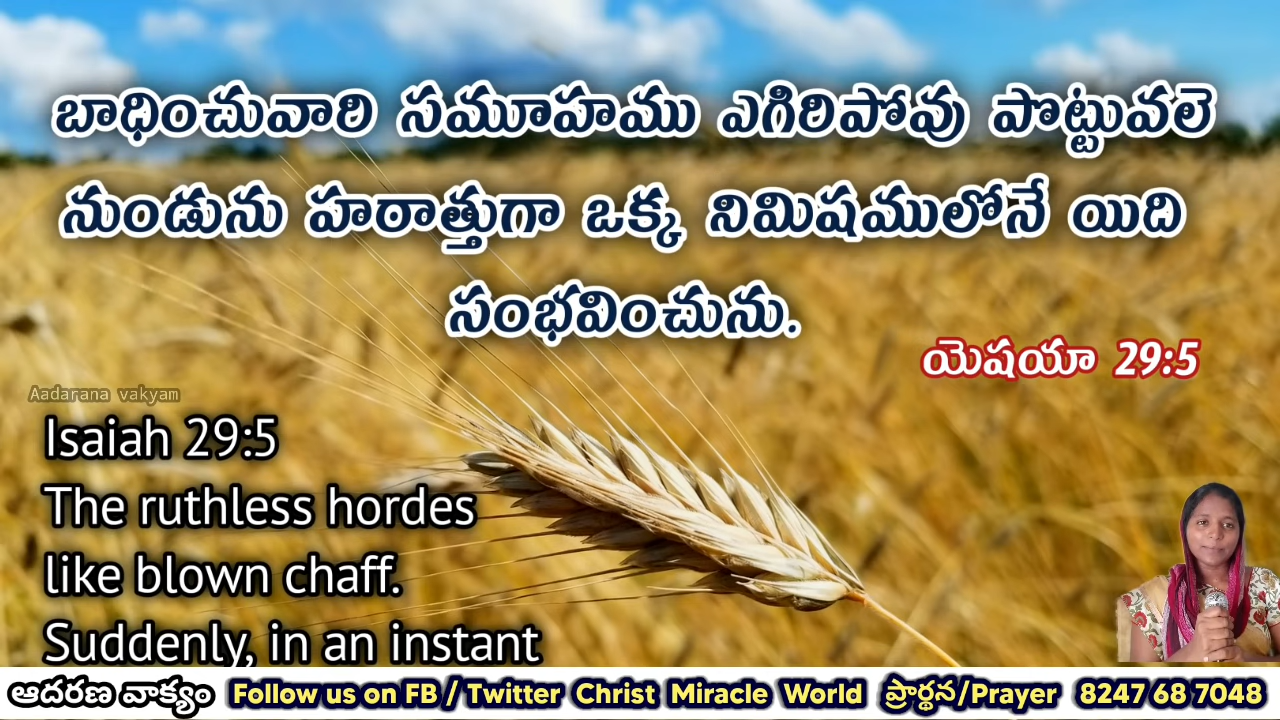 బాధించువారి సమూహము ఎగిరిపోవు పొట్టువలె
నుండును హఠాత్తుగా ఒక్క నిమిషములోనే యిది
సంభవించును.
యెషయా 29:5
Aadarana vakyam
Isaiah 29:5
The ruthless hordes
like blown chaff.
Suddenly, in an instant
ఆదరణ వాక్యం Follow us on FB / Twitter Christ Miracle World ప్రార్థన/Prayer 8247 68 7048